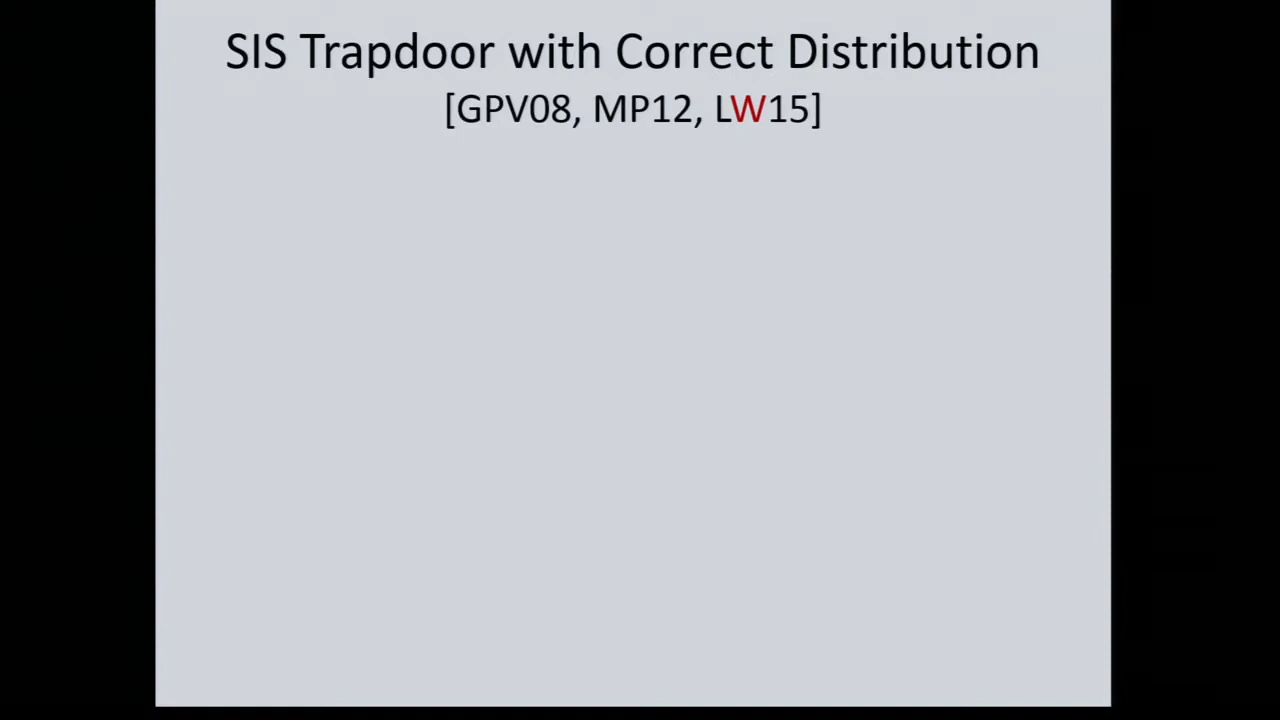 SIS Trapdoor with Correct Distribution
[GPV08, MP12, LW15]